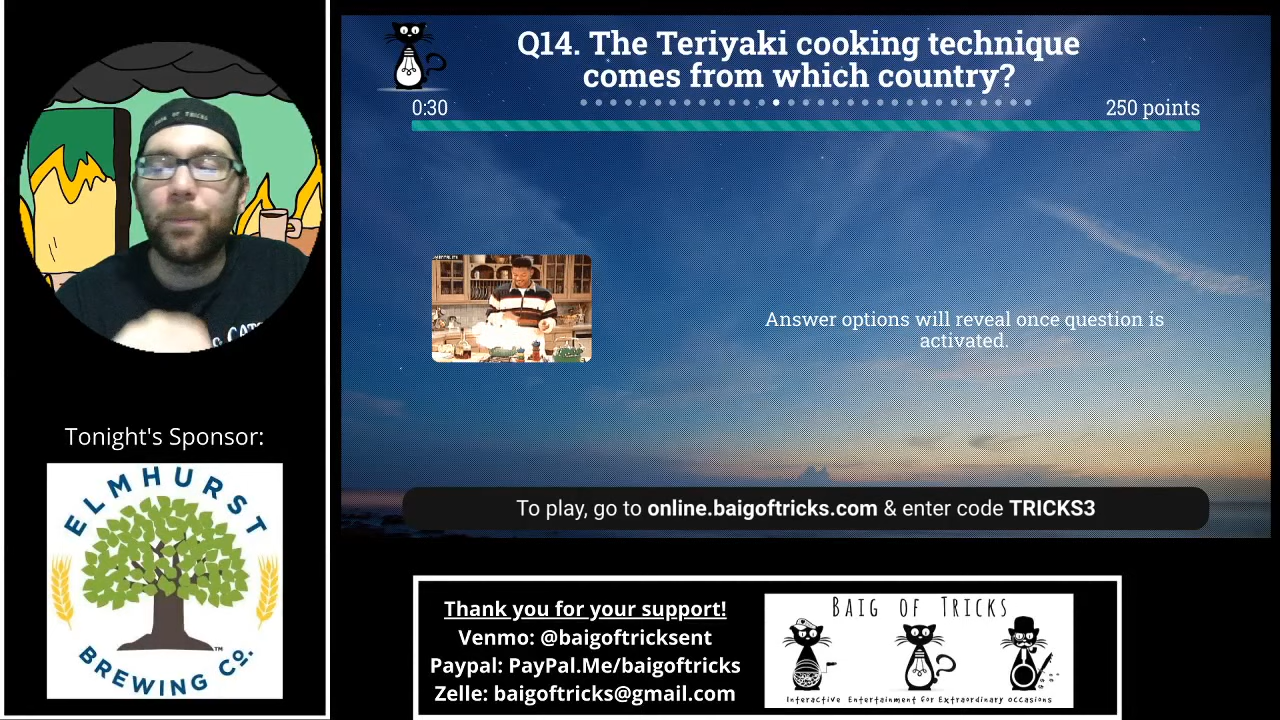 Q14. The Teriyaki cooking technique
comes from which country?
0:30
250 points
Answer options will reveal once question is
activated.
To play, go to online.baigoftricks.com & enter code TRICKS3
Tonight's Sponsor:
ELMHURST
BREWING CO.
TM
Thank you for your support!
Venmo: @baigoftricksent
Paypal: PayPal.Me/baigoftricks
Zelle: baigoftricks@gmail.com
BAIG OF TRICKS
Interactive Entertainment for Extraordinary occasions